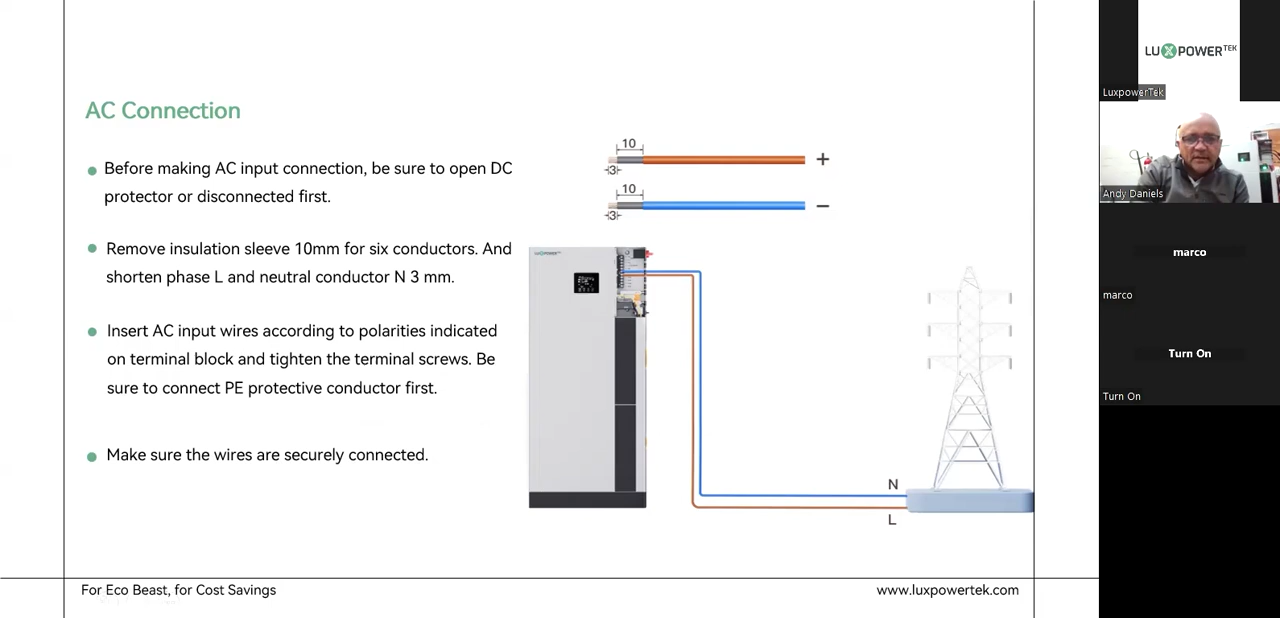 AC Connection
Before making AC input connection, be sure to open DC
protector or disconnected first.
Remove insulation sleeve 10mm for six conductors. And
shorten phase L and neutral conductor N 3 mm.
Insert AC input wires according to polarities indicated
on terminal block and tighten the terminal screws. Be
sure to connect PE protective conductor first.
Make sure the wires are securely connected.
10
3
+
10
3
−
N
L
For Eco Beast, for Cost Savings
www.luxpowertek.com
LUXPOWERTEK
LuxpowerTek
Andy Daniels
marco
marco
Turn On
Turn On